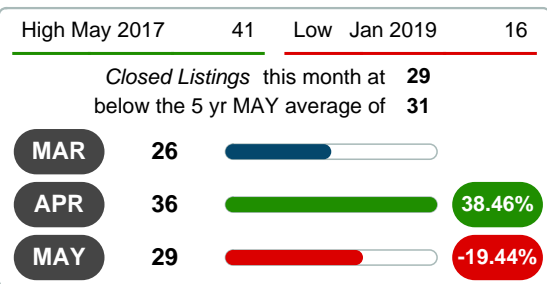 High May 2017 41 Low Jan 2019 16
Closed Listings this month at 29
below the 5 yr MAY average of 31
MAR 26
APR 36 38.46%
MAY 29 -19.44%